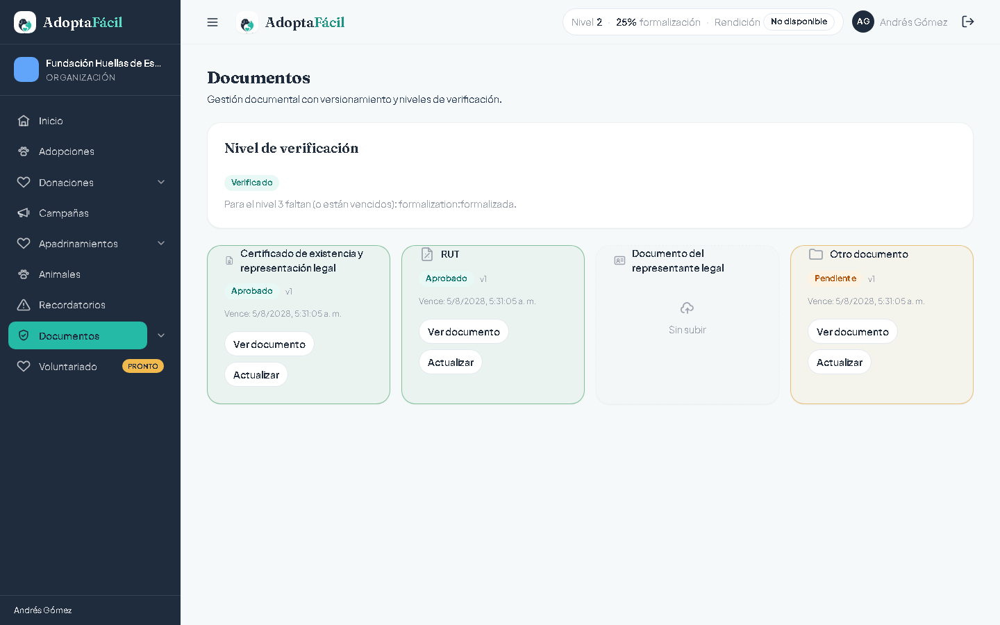 AdoptaFácil
Fundación Huellas de Es...
ORGANIZACIÓN
Inicio
Adopciones
Donaciones
Campañas
Apadrinamientos
Animales
Recordatorios
Documentos
Voluntariado
PRONTO
Andrés Gómez
AdoptaFácil
Nivel 2 · 25% formalización · Rendición No disponible
AG Andrés Gómez
Documentos
Gestión documental con versionamiento y niveles de verificación.
Nivel de verificación
Verificado
Para el nivel 3 faltan (o están vencidos): formalization:formalizada.
Certificado de existencia y
representación legal
Aprobado v1
Vence: 5/8/2028, 5:31:05 a. m.
Ver documento
Actualizar
RUT
Aprobado v1
Vence: 5/8/2028, 5:31:05 a. m.
Ver documento
Actualizar
Documento del
representante legal
Sin subir
Otro documento
Pendiente v1
Vence: 5/8/2028, 5:31:05 a. m.
Ver documento
Actualizar